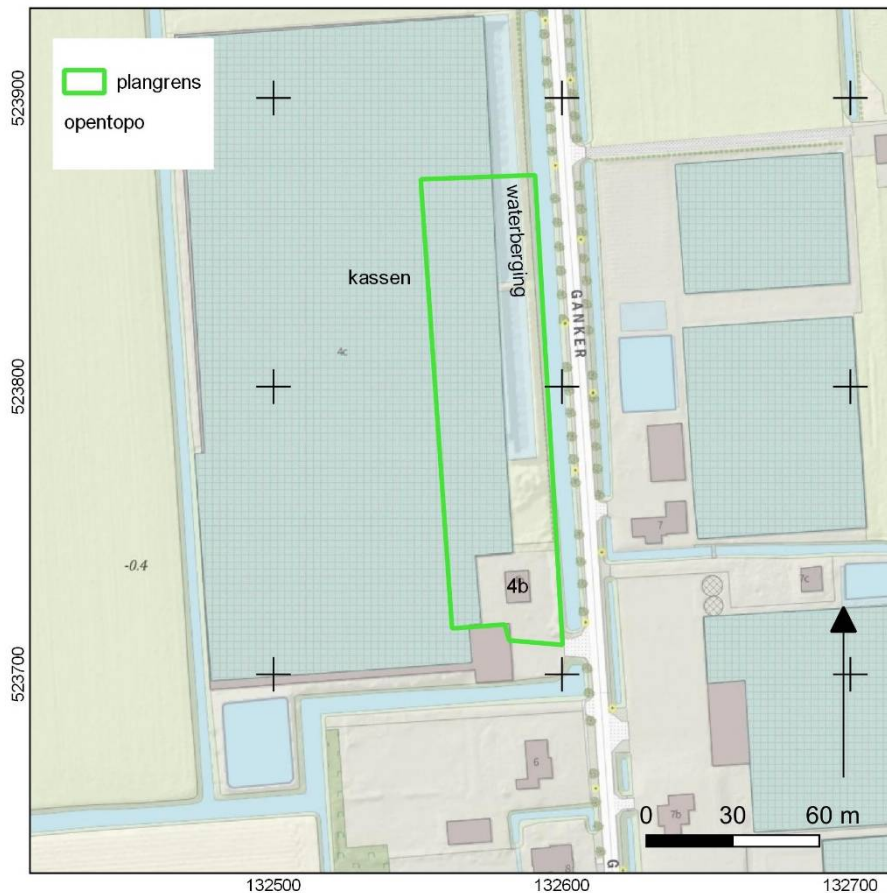 plangrens
opentopo
523900
waterberging
kassen
GANKER
4c
523800
7
-0.4
4b
7c
523700
6
7b
0 30 60 m
G
8
132500 132600 132700